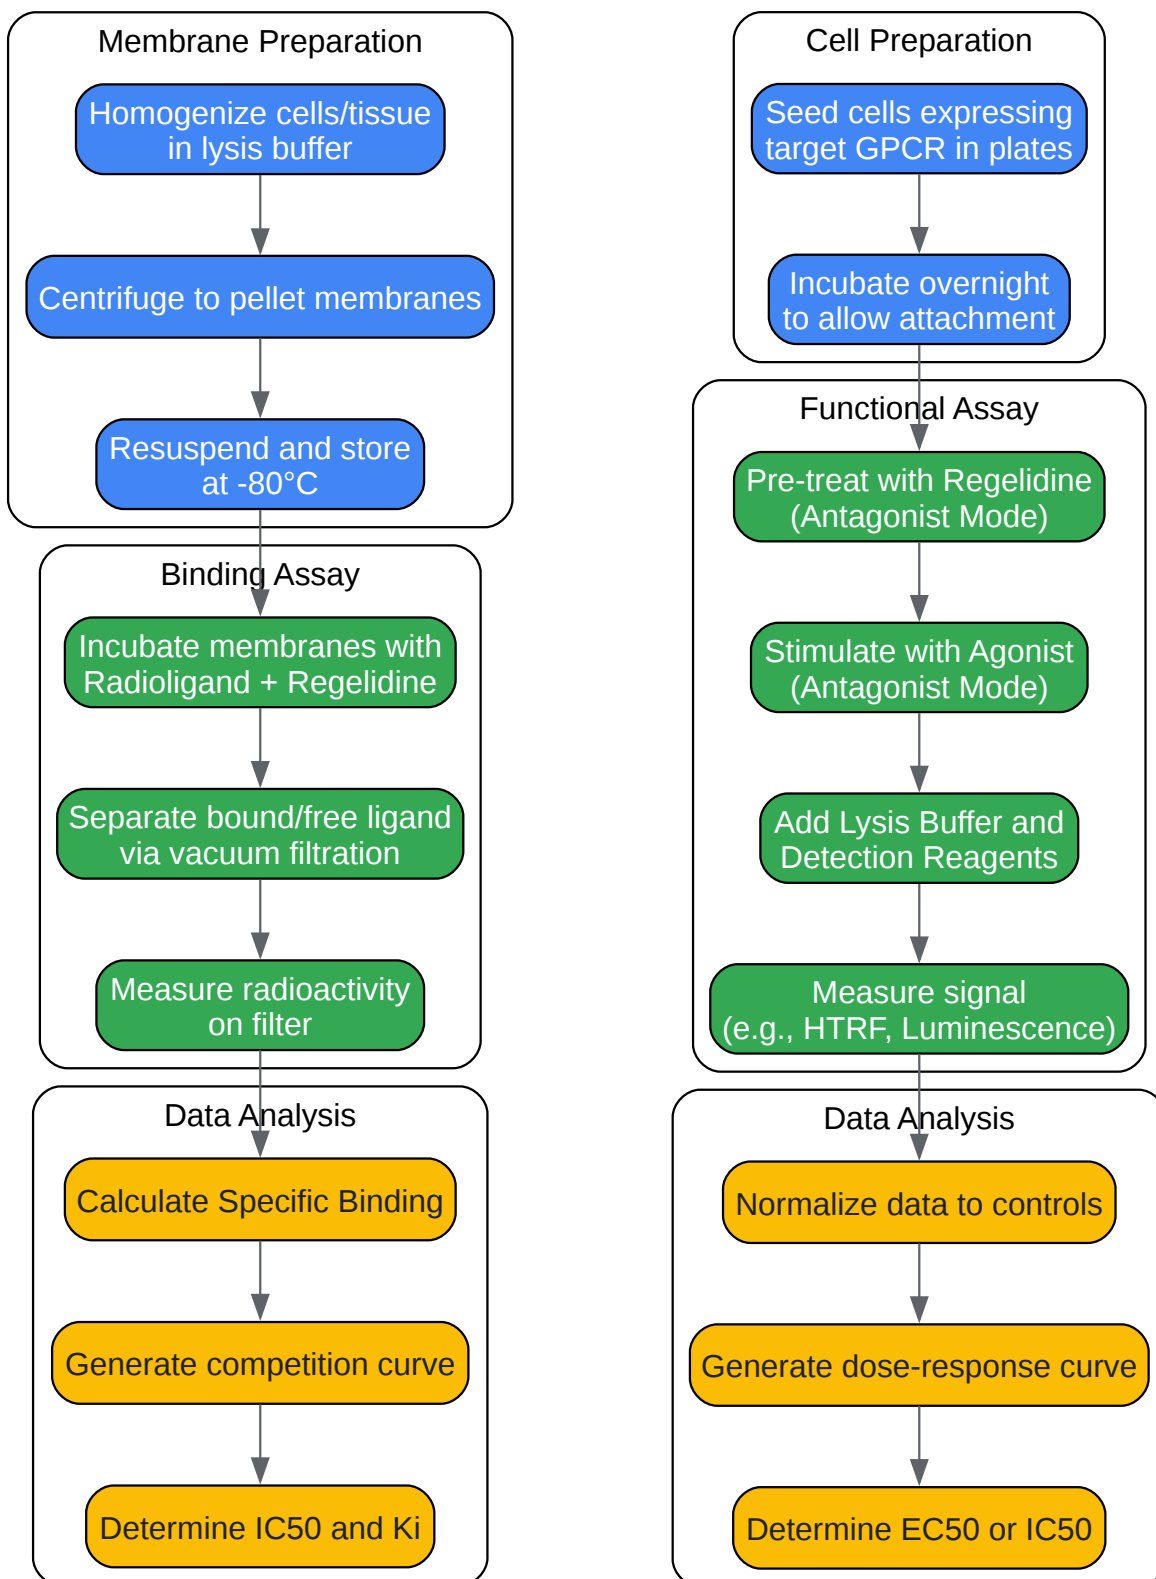 Membrane Preparation
Homogenize cells/tissue
in lysis buffer
Centrifuge to pellet membranes
Resuspend and store
at -80°C
Binding Assay
Incubate membranes with
Radioligand + Regelidine
Separate bound/free ligand
via vacuum filtration
Measure radioactivity
on filter
Data Analysis
Calculate Specific Binding
Generate competition curve
Determine IC50 and Ki
Cell Preparation
Seed cells expressing
target GPCR in plates
Incubate overnight
to allow attachment
Functional Assay
Pre-treat with Regelidine
(Antagonist Mode)
Stimulate with Agonist
(Antagonist Mode)
Add Lysis Buffer and
Detection Reagents
Measure signal
(e.g., HTRF, Luminescence)
Data Analysis
Normalize data to controls
Generate dose-response curve
Determine EC50 or IC50